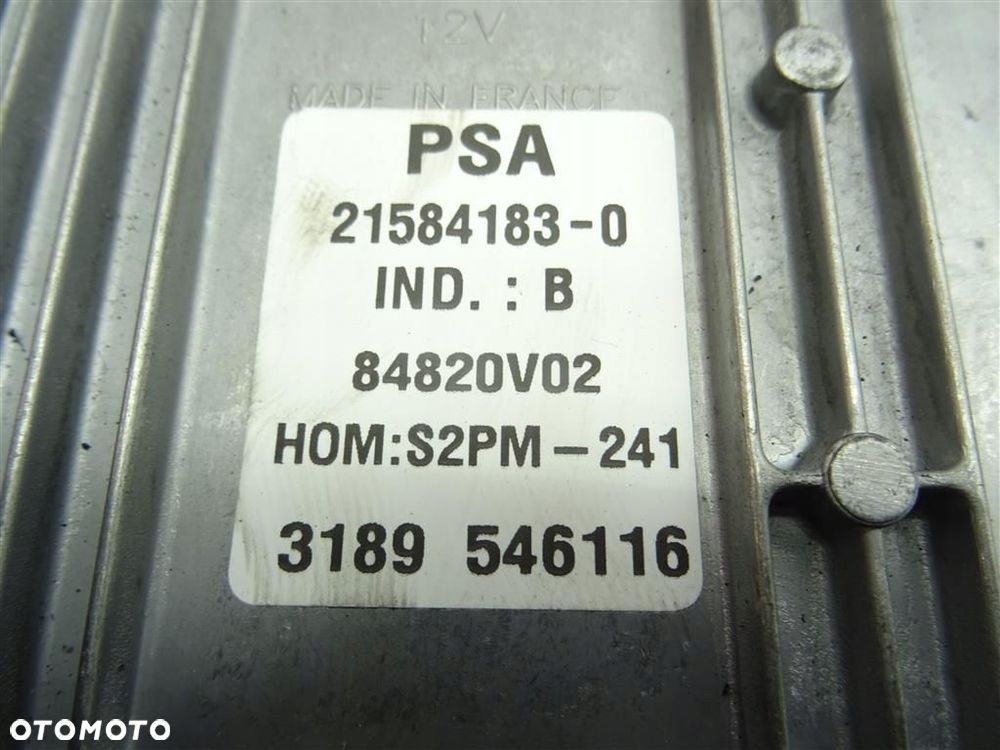 12V
MADE IN FRANCE
PSA
21584183-0
IND. : B
84820V02
HOM:S2PM-241
3189 546116
OTOMOTO